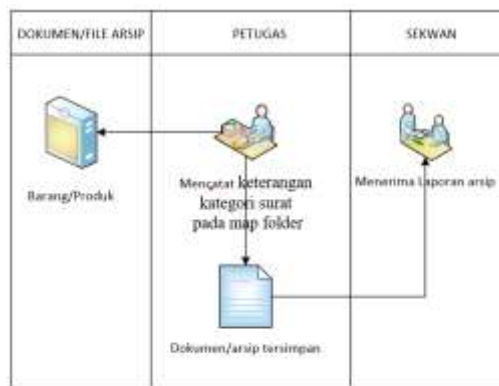 DOKUMEN/FILE ARSIP
PETUGAS
SEKWAN
Barang/Produk
Mengatat keterangan
kategori surat
pada map folder
Menerima Laporan arsip
Dokumen/arsip tersimpan